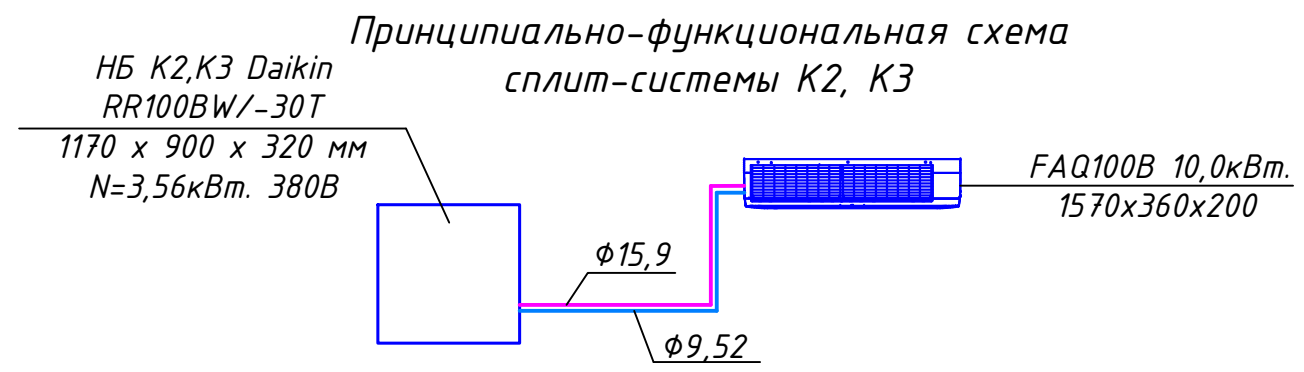 Принципиально-функциональная схема
сплит-системы К2, К3
НБ К2,К3 Daikin
RR100BW/-30T
1170 x 900 x 320 мм
N=3,56кВт. 380В
FAQ100B 10,0кВт.
1570x360x200
Ф15,9
Ф9,52